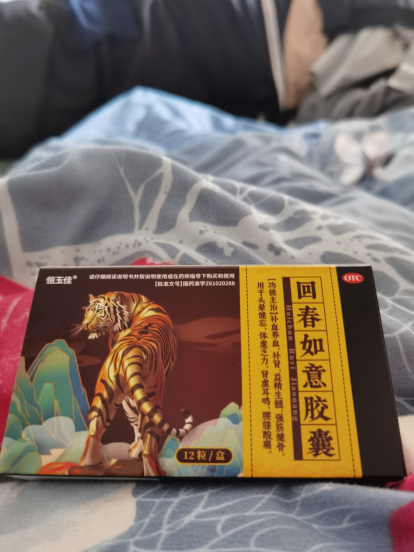 恒玉佳®
请仔细阅读说明书并按说明使用或在药师指导下购买和使用
【批准文号】国药准字Z61020288
OTC
回春如意胶囊
Huichun Ruyi Jiaonang
【功能主治】补血养血,补肾,益精生髓,强筋健骨。
用于头晕健忘,体虚乏力,肾虚耳鸣,腰膝酸痛。
12粒/盒